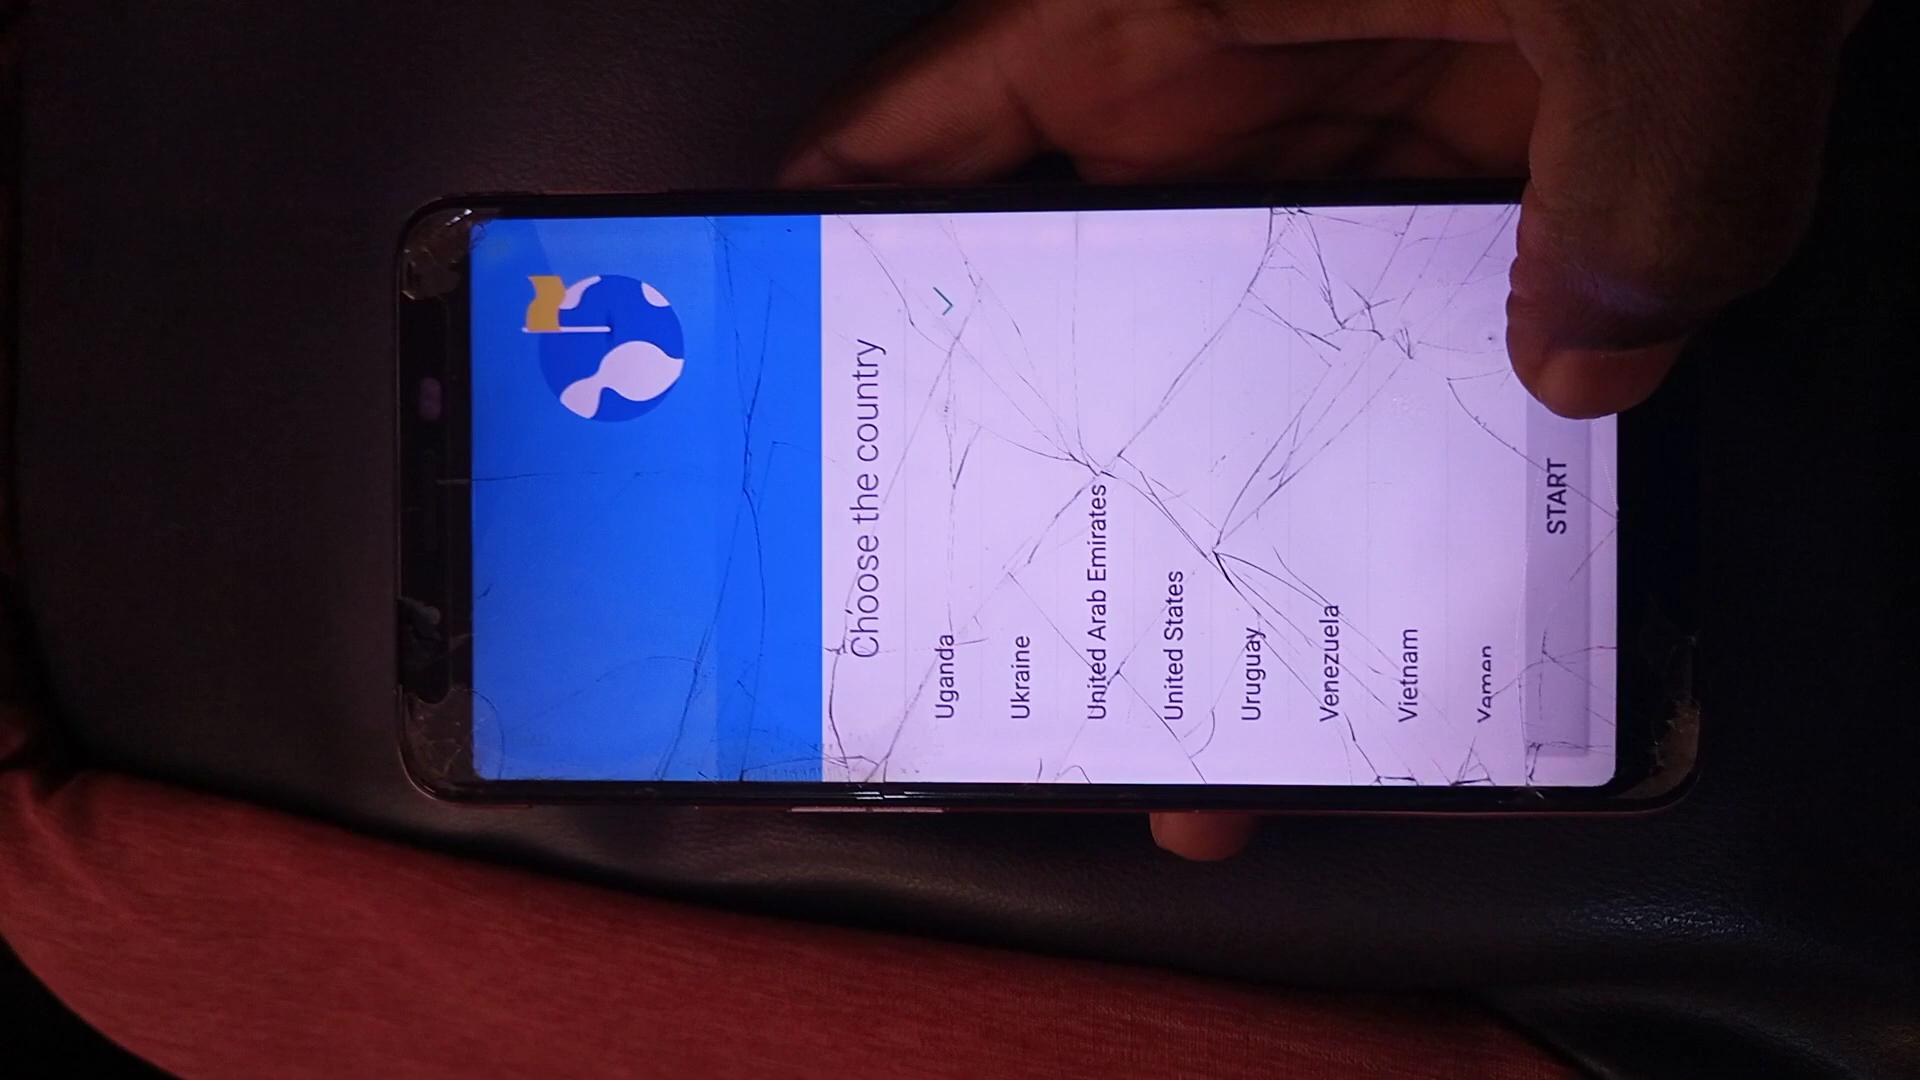 Choose the country
Uganda
Ukraine
United Arab Emirates
United States
Uruguay
Venezuela
Vietnam
Yemen
START